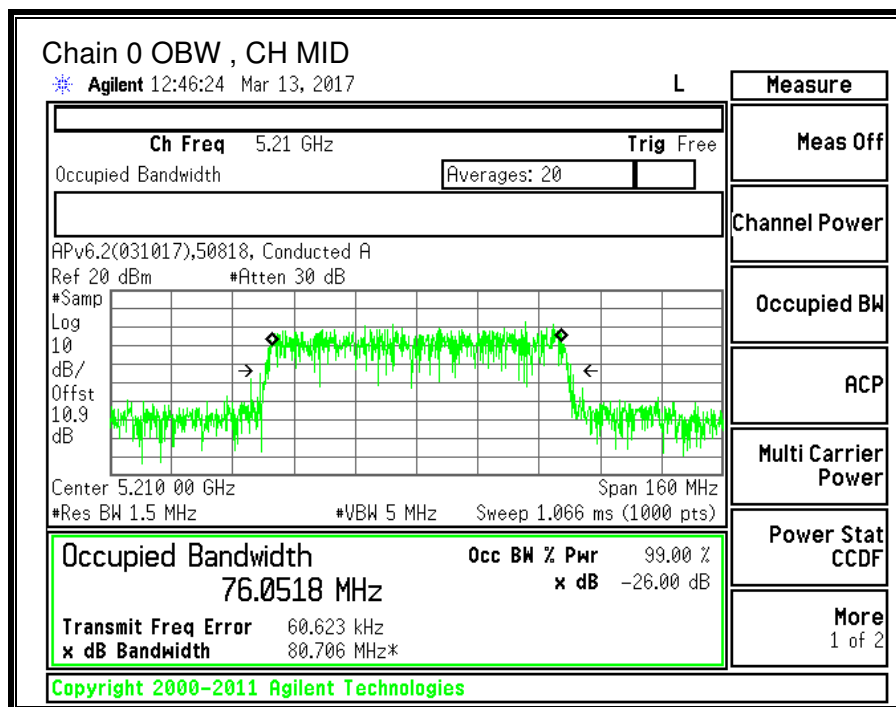 Chain 0 OBW , CH MID
Agilent 12:46:24 Mar 13, 2017 L
Measure
Ch Freq 5.21 GHz Trig Free
Meas Off
Occupied Bandwidth Averages: 20
Channel Power
APv6.2(031017),50818, Conducted A
Ref 20 dBm #Atten 30 dB
#Samp
Log
10
dB/
Offst
10.9
dB
Occupied BW
ACP
Center 5.210 00 GHz Span 160 MHz
#Res BW 1.5 MHz #VBW 5 MHz Sweep 1.066 ms (1000 pts)
Multi Carrier
Power
Occupied Bandwidth Occ BW % Pwr 99.00 %
76.0518 MHz x dB -26.00 dB
Power Stat
CCDF
Transmit Freq Error 60.623 kHz
x dB Bandwidth 80.706 MHz*
More
1 of 2
Copyright 2000-2011 Agilent Technologies